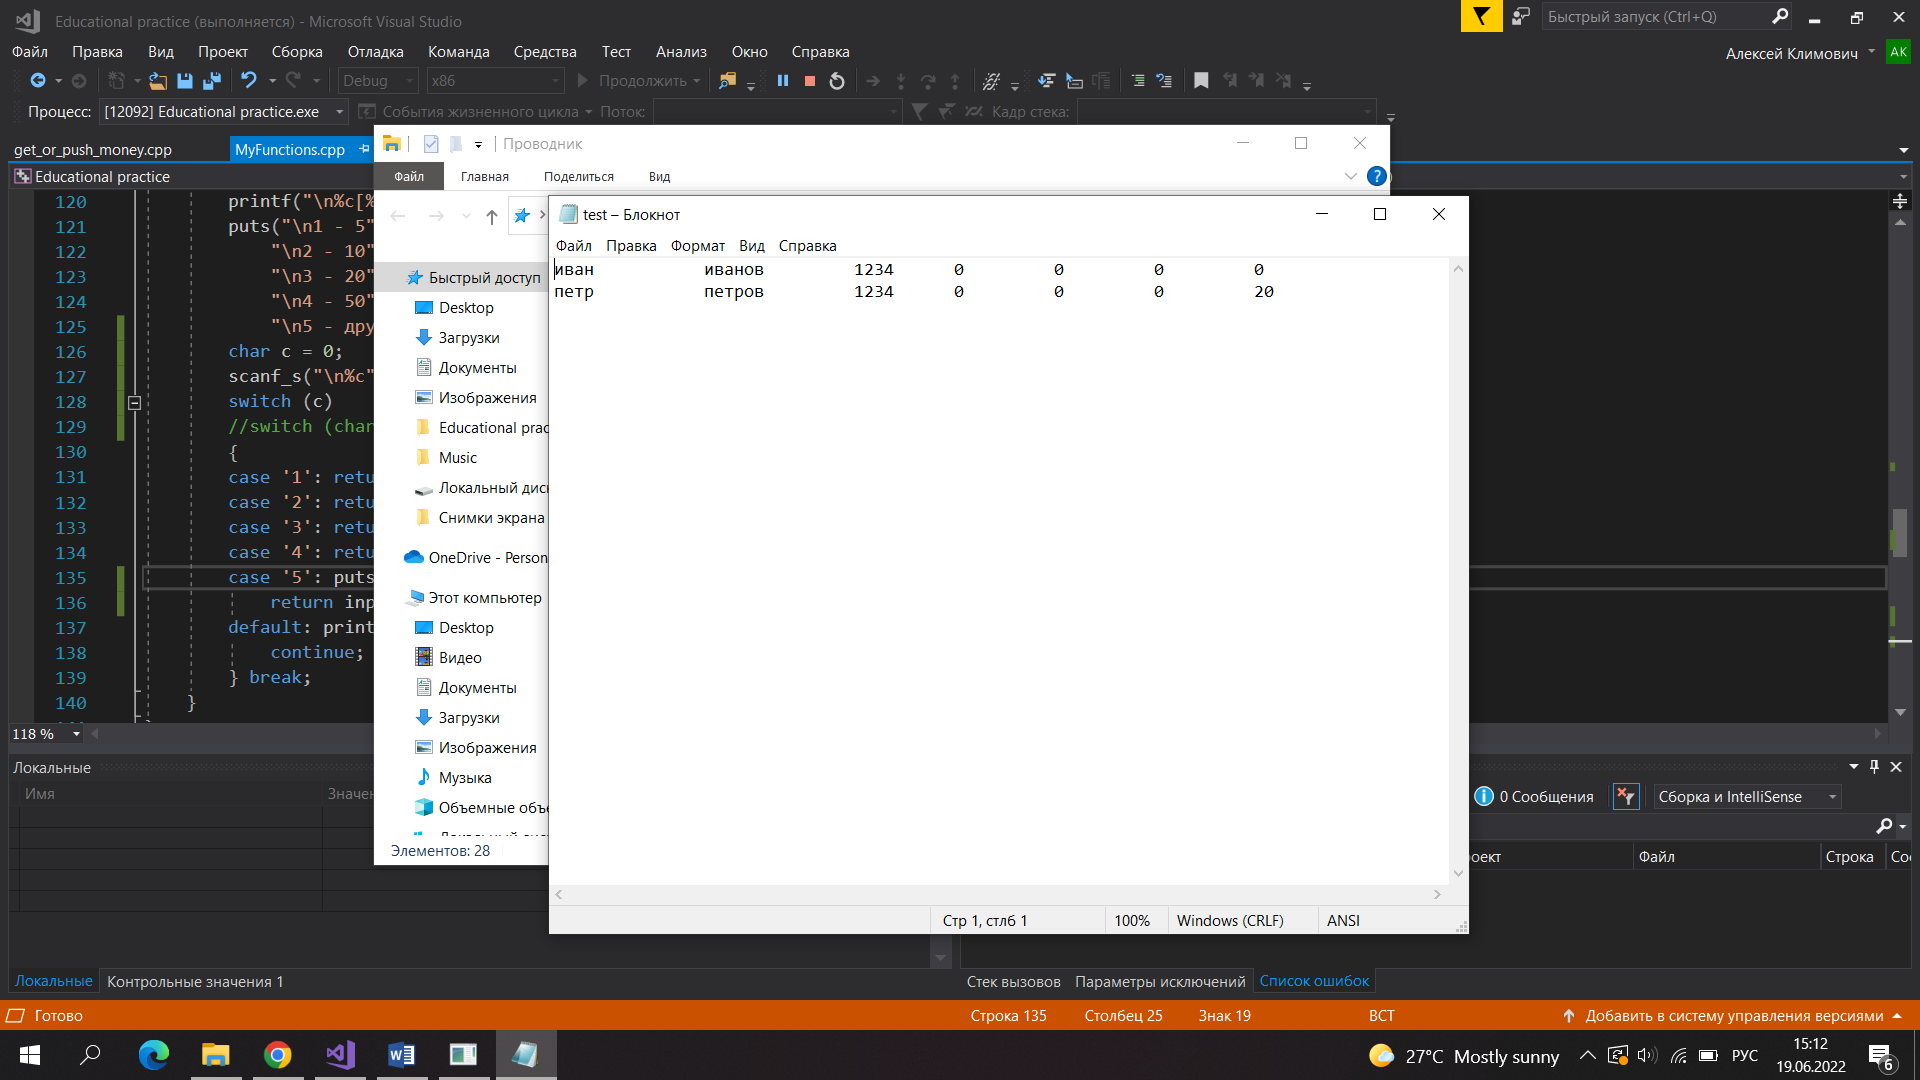 Educational practice (выполняется) - Microsoft Visual Studio
Быстрый запуск (Ctrl+Q)
Файл Правка Вид Проект Сборка Отладка Команда Средства Тест Анализ Окно Справка
Алексей Климович АК
Debug x86 Продолжить
Процесс: [12092] Educational practice.exe События жизненного цикла Поток: Кадр стека:
get_or_push_money.cpp MyFunctions.cpp
Educational practice
120 printf("\n%c[%
121 puts("\n1 - 5"
122 "\n2 - 10"
123 "\n3 - 20"
124 "\n4 - 50"
125 "\n5 - дру
126 char c = 0;
127 scanf_s("\n%c"
128 switch (c)
129 //switch (char
130 {
131 case '1': retu
132 case '2': retu
133 case '3': retu
134 case '4': retu
135 case '5': puts
136 return inp
137 default: print
138 continue;
139 } break;
140 }
118 %
Проводник
Файл Главная Поделиться Вид
Быстрый доступ
Desktop
Загрузки
Документы
Изображения
Educational prac
Music
Локальный диск
Снимки экрана
OneDrive - Person
Этот компьютер
Desktop
Видео
Документы
Загрузки
Изображения
Музыка
Объемные объе
Элементов: 28
test – Блокнот
Файл Правка Формат Вид Справка
иван иванов 1234 0 0 0 0
петр петров 1234 0 0 0 20
Стр 1, стлб 1 100% Windows (CRLF) ANSI
Локальные
Имя Значен
Локальные Контрольные значения 1
0 Сообщения Сборка и IntelliSense
оект Файл Строка Сос
Стек вызовов Параметры исключений Список ошибок
Готово Строка 135 Столбец 25 Знак 19 ВСТ Добавить в систему управления версиями
27°C Mostly sunny РУС 15:12
19.06.2022
6